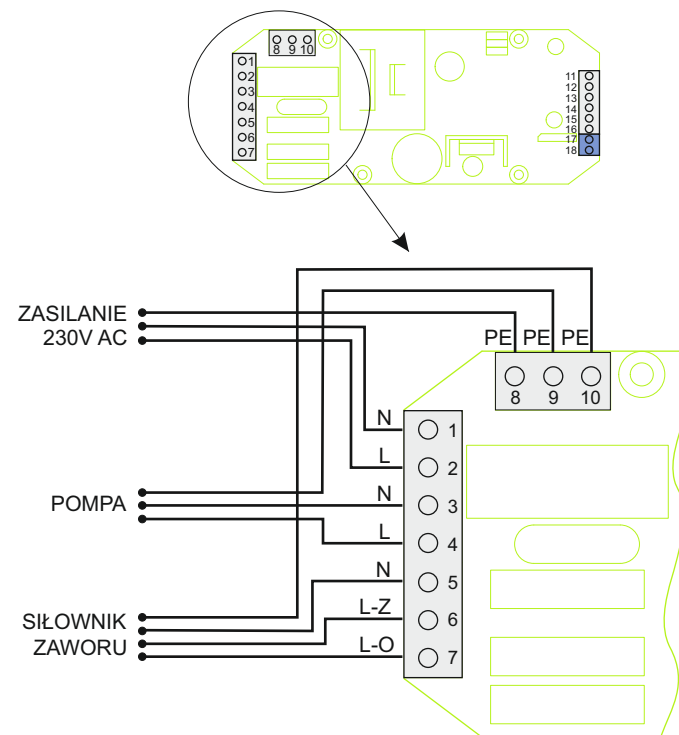 8 9 10
1
2
3
4
5
6
7
11
12
13
14
15
16
17
18
ZASILANIE
230V AC
PE PE PE
8 9 10
N 1
L 2
POMPA
N 3
L 4
N 5
SIŁOWNIK
ZAWORU
L-Z 6
L-O 7